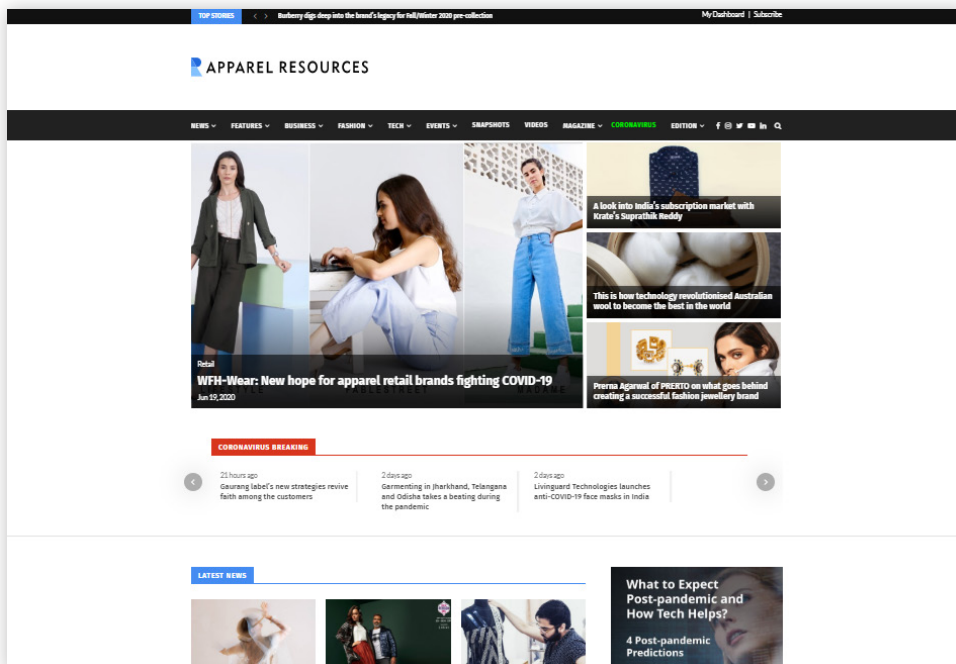 TOP STORIES
Burberry digs deep into the brand's legacy for Fall/Winter 2020 pre-collection
My Dashboard | Subscribe
APPAREL RESOURCES
NEWS FEATURES BUSINESS FASHION TECH EVENTS SNAPSHOTS VIDEOS MAGAZINE CORONAVIRUS EDITION
A look into India's subscription market with
Krate's Suprathik Reddy
This is how technology revolutionised Australian
wool to become the best in the world
Retail
WFH-Wear: New hope for apparel retail brands fighting COVID-19
Jun 19, 2020
Prerna Agarwal of PRERTO on what goes behind
creating a successful fashion jewellery brand
CORONAVIRUS BREAKING
21 hours ago
Gaurang label's new strategies revive
faith among the customers
2 days ago
Garmenting in Jharkhand, Telangana
and Odisha takes a beating during
the pandemic
2 days ago
Livinguard Technologies launches
anti-COVID-19 face masks in India
LATEST NEWS
What to Expect
Post-pandemic and
How Tech Helps?
4 Post-pandemic
Predictions